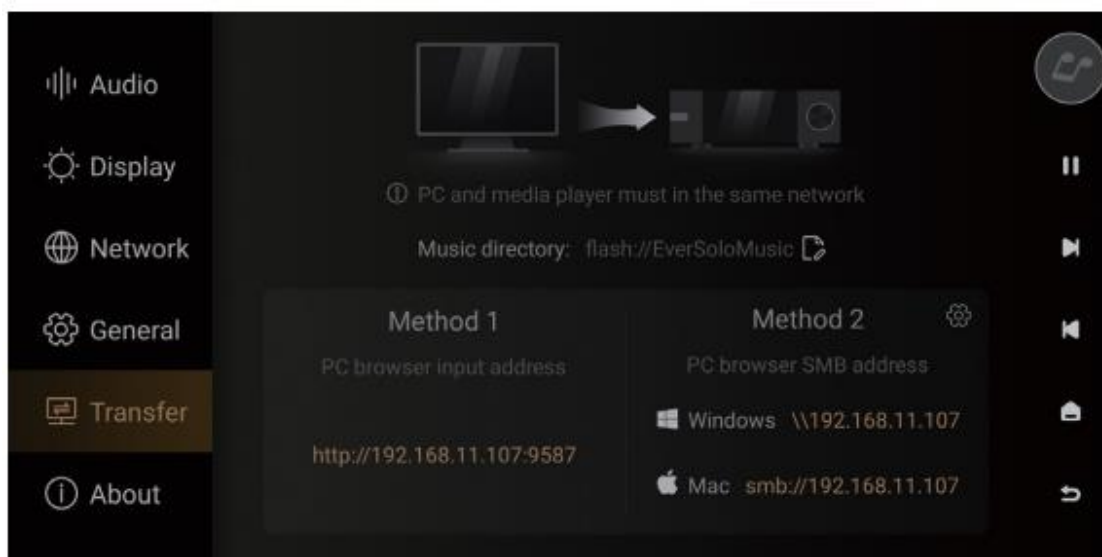 Audio
Display
Network
General
Transfer
About
PC and media player must in the same network
Music directory: flash://EverSoloMusic
Method 1
PC browser input address
http://192.168.11.107:9587
Method 2
PC browser SMB address
Windows \\192.168.11.107
Mac smb://192.168.11.107